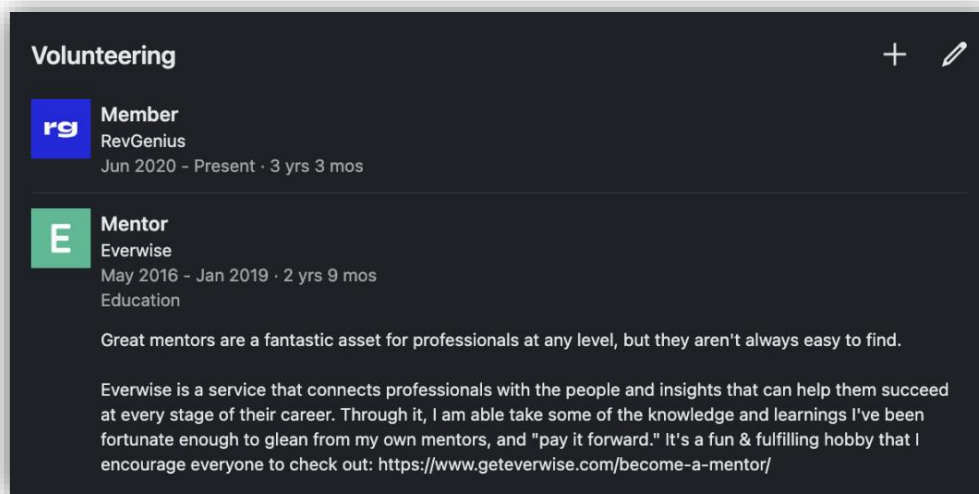 Volunteering
rg
Member
RevGenius
Jun 2020 - Present · 3 yrs 3 mos
E
Mentor
Everwise
May 2016 - Jan 2019 · 2 yrs 9 mos
Education
Great mentors are a fantastic asset for professionals at any level, but they aren't always easy to find.
Everwise is a service that connects professionals with the people and insights that can help them succeed
at every stage of their career. Through it, I am able take some of the knowledge and learnings I've been
fortunate enough to glean from my own mentors, and "pay it forward." It's a fun & fulfilling hobby that I
encourage everyone to check out: https://www.geteverwise.com/become-a-mentor/